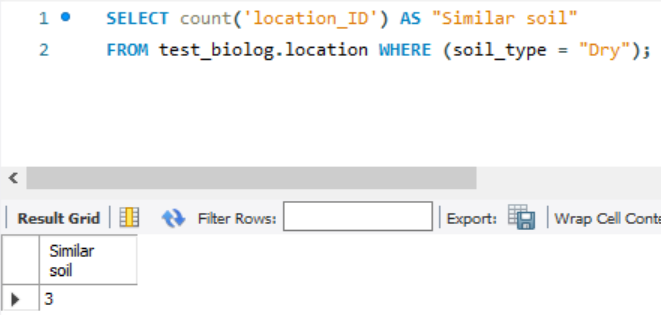 1 SELECT count('location_ID') AS "Similar soil"
2 FROM test_biolog.location WHERE (soil_type = "Dry");
Result Grid Filter Rows: Export: Wrap Cell Conte
Similar
soil
3